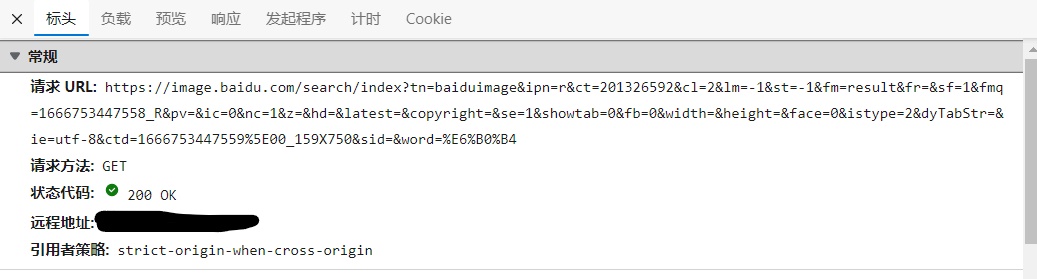 标头 负载 预览 响应 发起程序 计时 Cookie
常规
请求 URL: https://image.baidu.com/search/index?tn=baiduimage&ipn=r&ct=201326592&cl=2&lm=-1&st=-1&fm=result&fr=&sf=1&fmq
=1666753447558_R&pv=&ic=0&nc=1&z=&hd=&latest=&copyright=&se=1&showtab=0&fb=0&width=&height=&face=0&istype=2&dyTabStr=&
ie=utf-8&ctd=1666753447559%5E00_159X750&sid=&word=%E6%B0%B4
请求方法: GET
状态代码: 200 OK
远程地址:
引用者策略: strict-origin-when-cross-origin